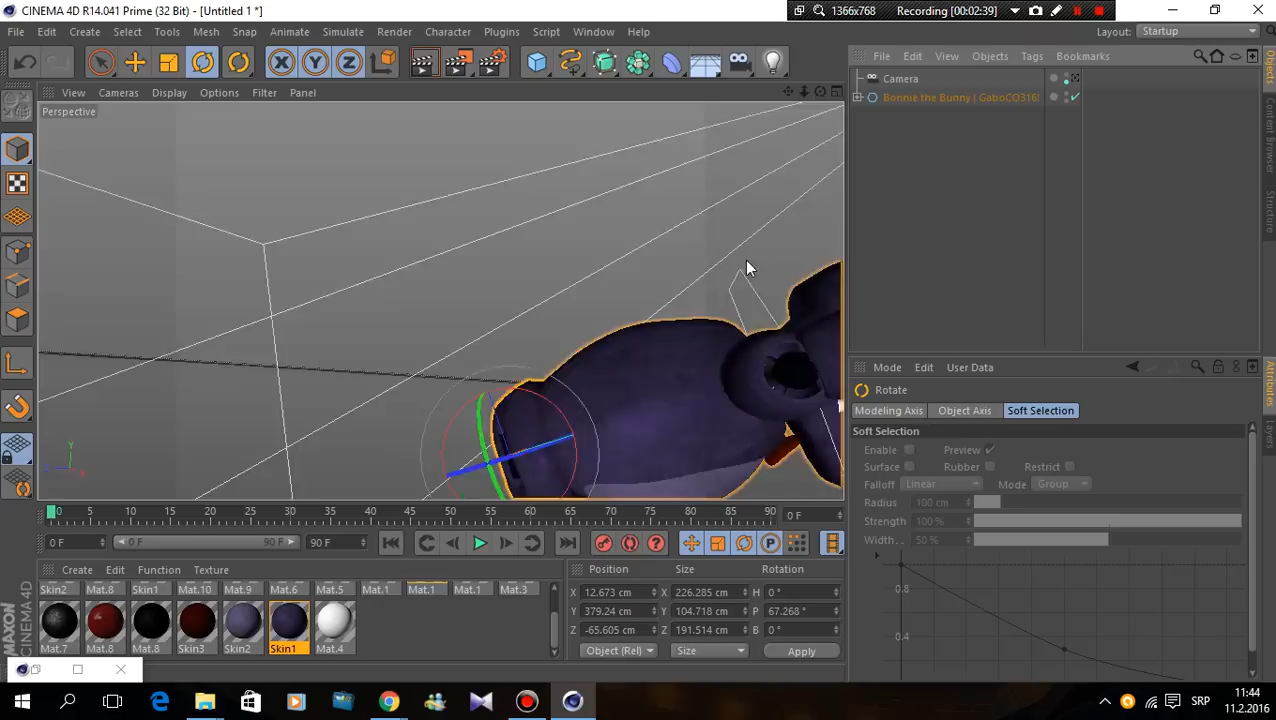 CINEMA 4D R14.041 Prime (32 Bit) - [Untitled 1 *]
1366x768 Recording [00:02:39]
File Edit Create Select Tools Mesh Snap Animate Simulate Render Character Plugins Script Window Help
Layout: Startup
File Edit View Objects Tags Bookmarks
View Cameras Display Options Filter Panel
Perspective
Camera
Bonnie the Bunny | GaboCO316!
Objects
Content Browser
Structure
Mode Edit User Data
Rotate
Modeling Axis Object Axis Soft Selection
Soft Selection
Enable Preview
Surface Rubber Restrict
Falloff Linear Mode Group
Radius 100 cm
Strength 100 %
Width . . 50 %
0.8
0.4
Attributes
Layers
0 5 10 15 20 25 30 35 40 45 50 55 60 65 70 75 80 85 90 0 F
0 F 0 F 90 F 90 F
Create Edit Function Texture
Skin2 Mat.8 Skin1 Mat.10 Mat.6 Mat.5 Mat.1 Mat.1 Mat.1 Mat.3
Mat.7 Mat.8 Mat.8 Skin3 Skin2 Skin1 Mat.4
Position Size Rotation
X 12.673 cm X 226.285 cm H 0 °
Y 379.24 cm Y 104.718 cm P 67.268 °
Z -65.605 cm Z 191.514 cm B 0 °
Object (Rel) Size Apply
MAXON
CINEMA 4D
SRP
11:44
11.2.2016